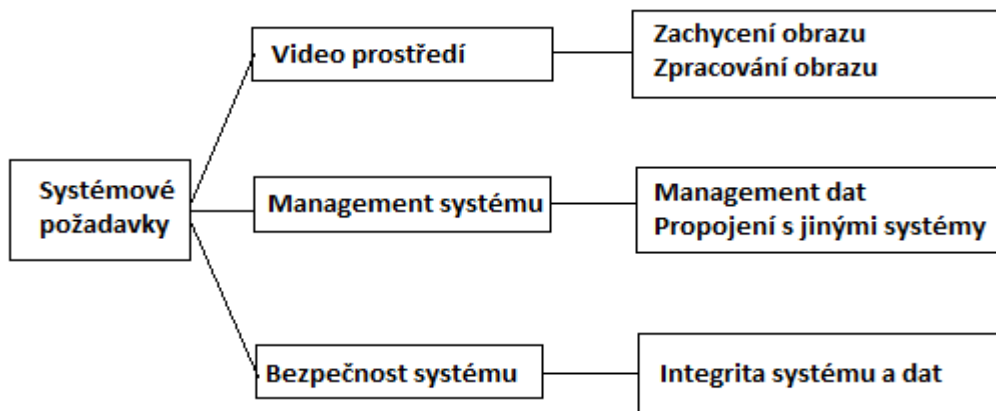 Video prostředí
Zachycení obrazu
Zpracování obrazu
Systémové
požadavky
Management systému
Management dat
Propojení s jinými systémy
Bezpečnost systému
Integrita systému a dat